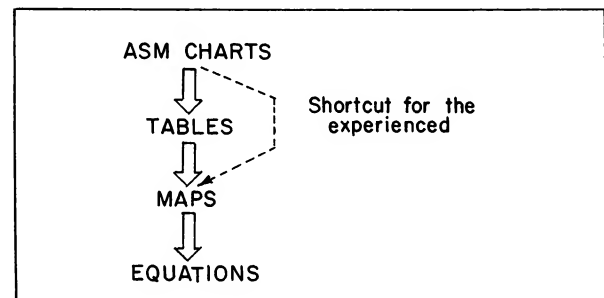 ASM CHARTS
Shortcut for the
experienced
TABLES
MAPS
EQUATIONS